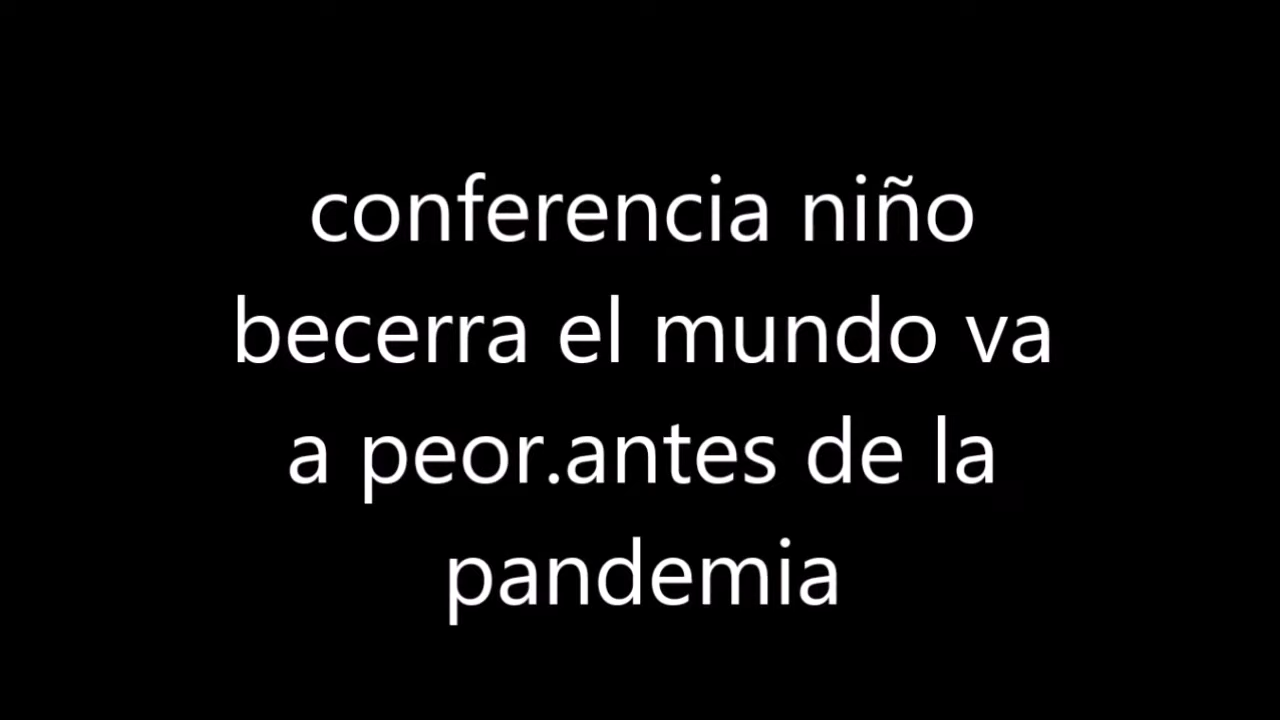 conferencia niño
becerra el mundo va
a peor.antes de la
pandemia